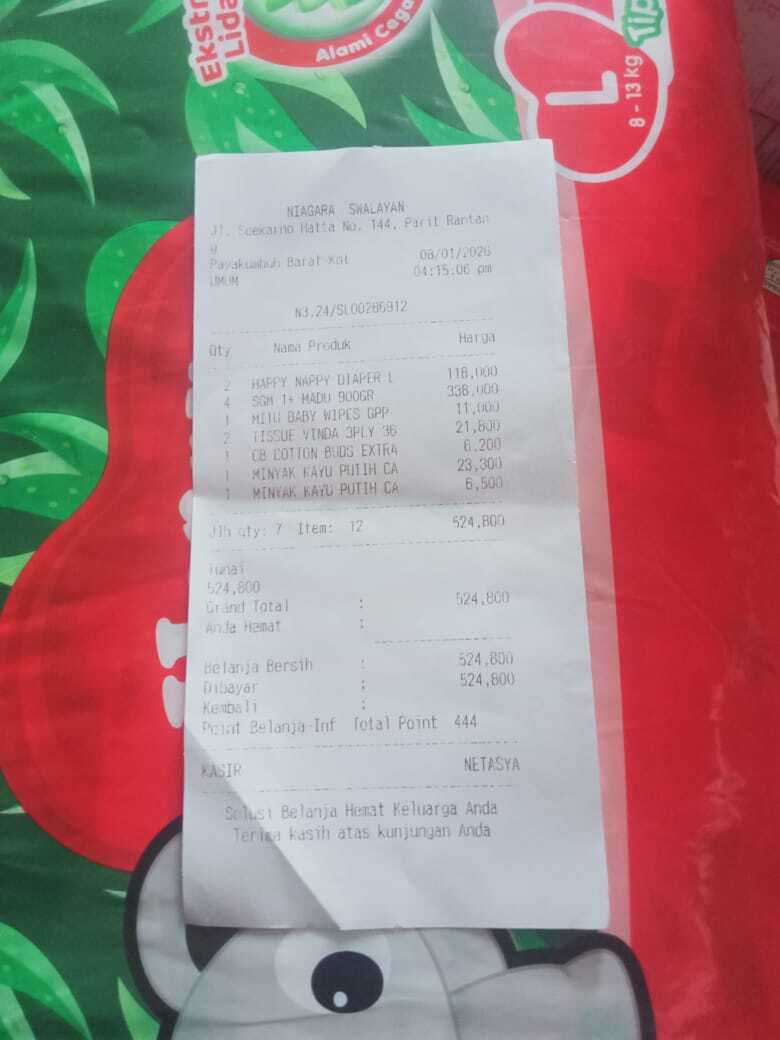 Ekstr
Lida
Alami Cega
L
8 - 13 kg
Tip
NIAGARA SWALAYAN
Jl. Soekarno Hatta No. 144, Parit Rantan
g
Payakumbuh Barat-Kot
08/01/2026
UMUM
04:15:06 pm
N3.24/SL00286912
Qty Nama Produk Harga
2 HAPPY NAPPY DIAPER L 118,000
4 SGM 1+ MADU 900GR 338,000
1 MITU BABY WIPES GPP 11,000
2 TISSUE VINDA 3PLY 36 21,800
1 CB COTTON BUDS EXTRA 6,200
1 MINYAK KAYU PUTIH CA 23,300
1 MINYAK KAYU PUTIH CA 6,500
Jlh qty: 7 Item: 12 524,800
Tunai
524,800
Grand Total : 524,800
Anda Hemat :
Belanja Bersih : 524,800
Dibayar : 524,800
Kembali :
Point Belanja-Inf Total Point 444
KASIR NETASYA
Solusi Belanja Hemat Keluarga Anda
Terima kasih atas kunjungan Anda